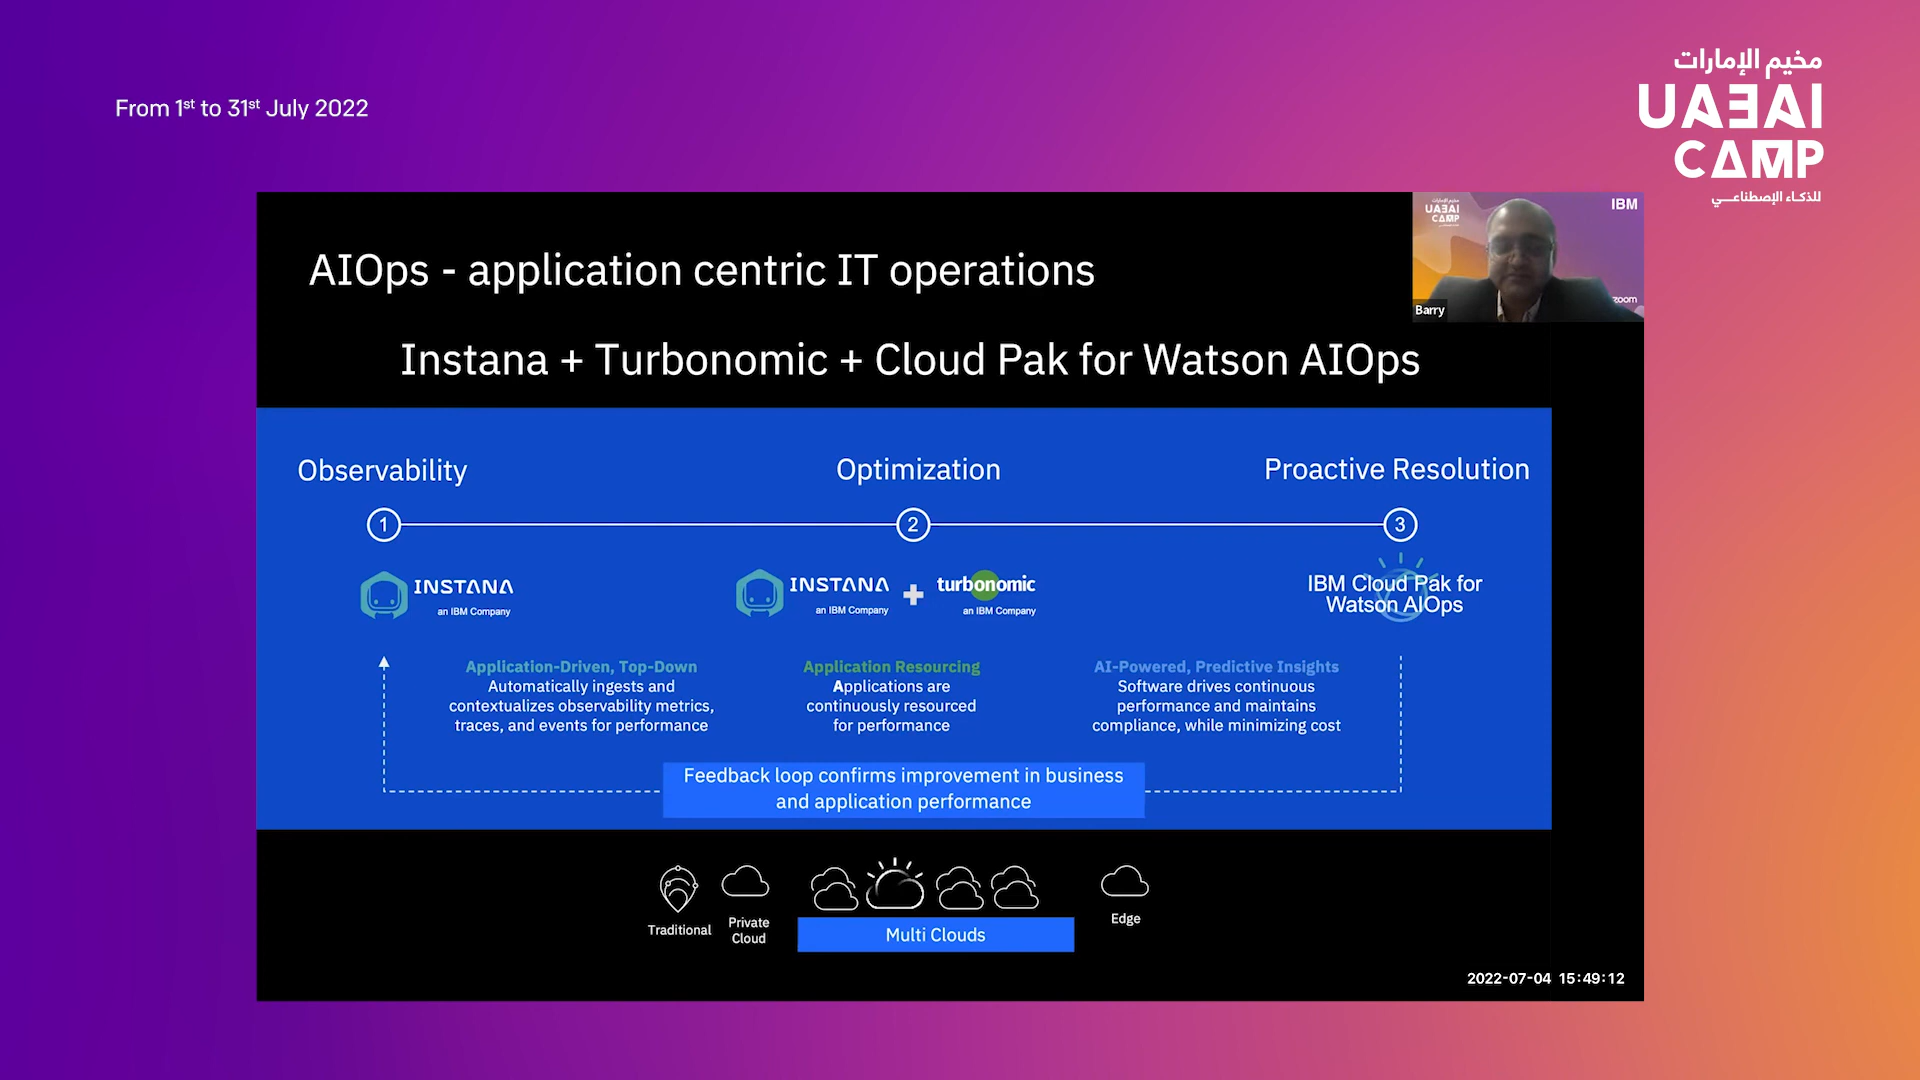 From 1st to 31st July 2022
مخيم الإمارات
UAEAI
CAMP
للذكاء الإصطناعي
UAEAI
CAMP
IBM
zoom
Barry
AIOps - application centric IT operations
Instana + Turbonomic + Cloud Pak for Watson AIOps
Observability
Optimization
Proactive Resolution
1
2
3
INSTANA
an IBM Company
INSTANA
an IBM Company
+
turbonomic
an IBM Company
IBM Cloud Pak for
Watson AIOps
Application-Driven, Top-Down
Automatically ingests and
contextualizes observability metrics,
traces, and events for performance
Application Resourcing
Applications are
continuously resourced
for performance
AI-Powered, Predictive Insights
Software drives continuous
performance and maintains
compliance, while minimizing cost
Feedback loop confirms improvement in business
and application performance
Traditional
Private
Cloud
Multi Clouds
Edge
2022-07-04 15:49:12